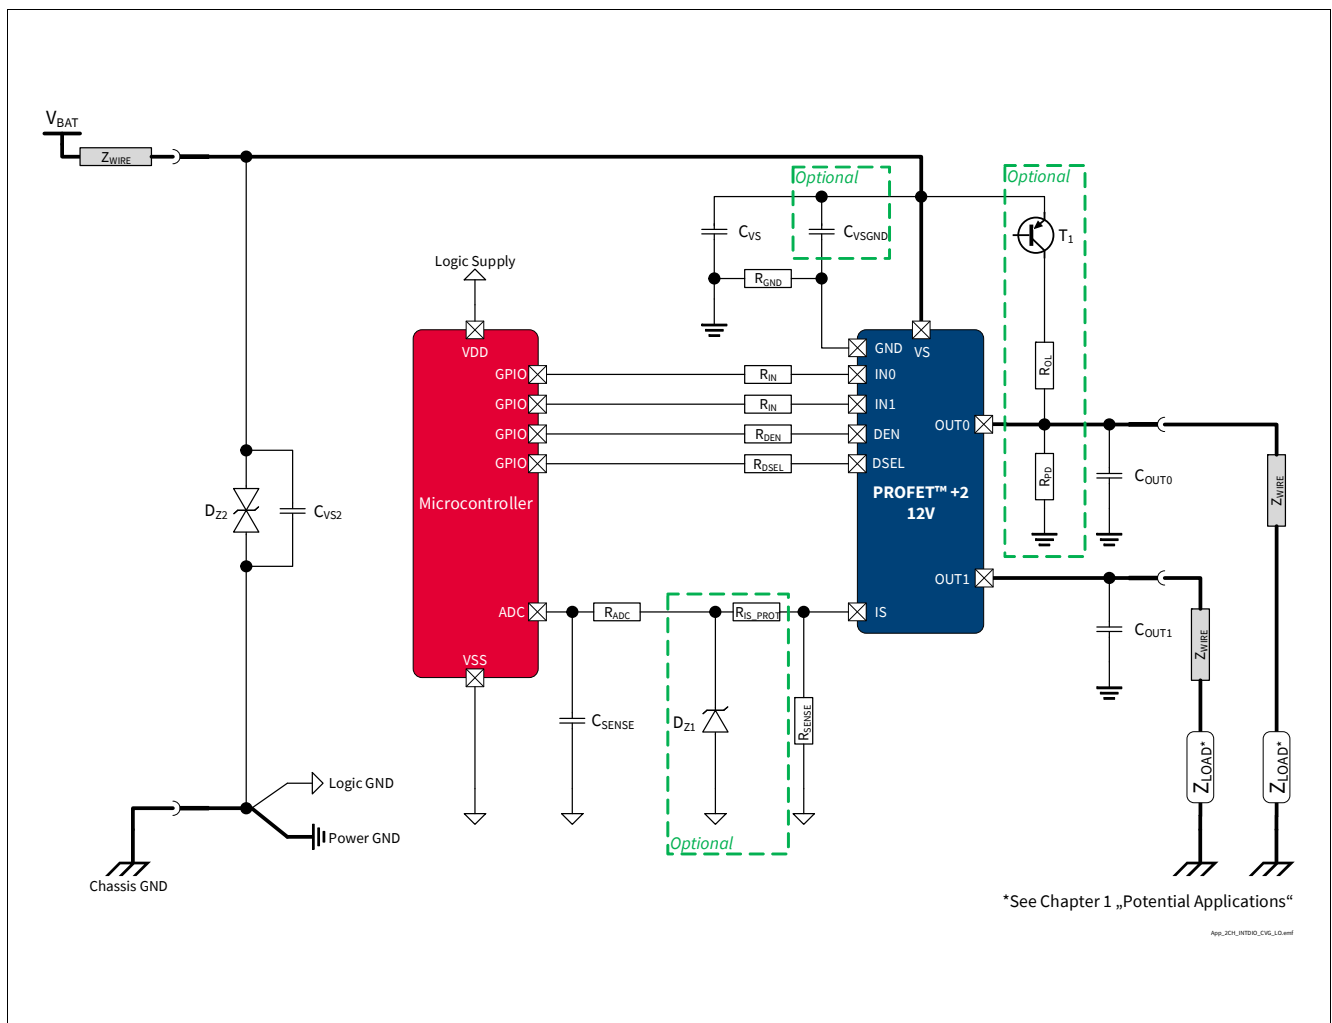 VBAT
ZWIRE
Optional
Optional
CVS
CVSGND
T1
Logic Supply
RGND
VDD
GND
VS
GPIO
RIN
IN0
ROL
GPIO
RIN
IN1
GPIO
RDEN
DEN
OUT0
GPIO
RDSEL
DSEL
RPD
COUT0
ZWIRE
PROFET™ +2
12V
Microcontroller
DZ2
CVS2
OUT1
ADC
RADC
RIS_PROT
IS
COUT1
ZWIRE
VSS
CSENSE
DZ1
RSENSE
ZLOAD*
ZLOAD*
Logic GND
Power GND
Optional
Chassis GND
*See Chapter 1 „Potential Applications“
App_2CH_INTDIO_CVG_LO.emf